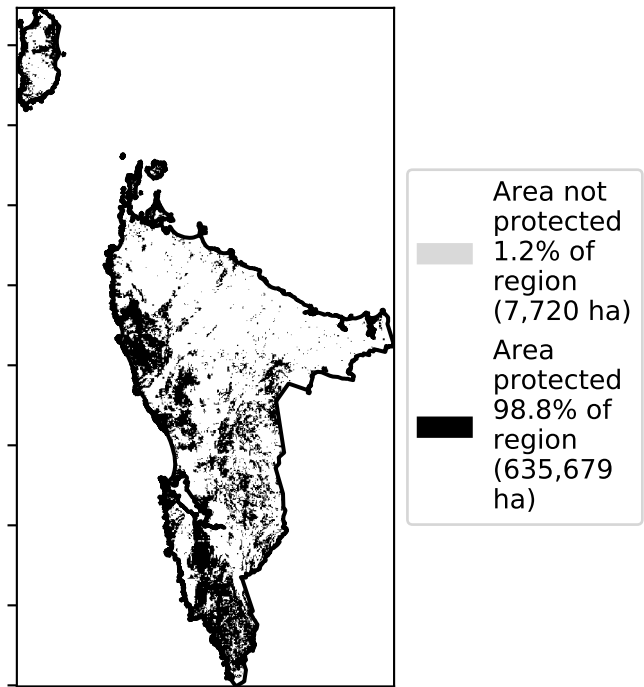 Area not
protected
1.2% of
region
(7,720 ha)
Area
protected
98.8% of
region
(635,679
ha)